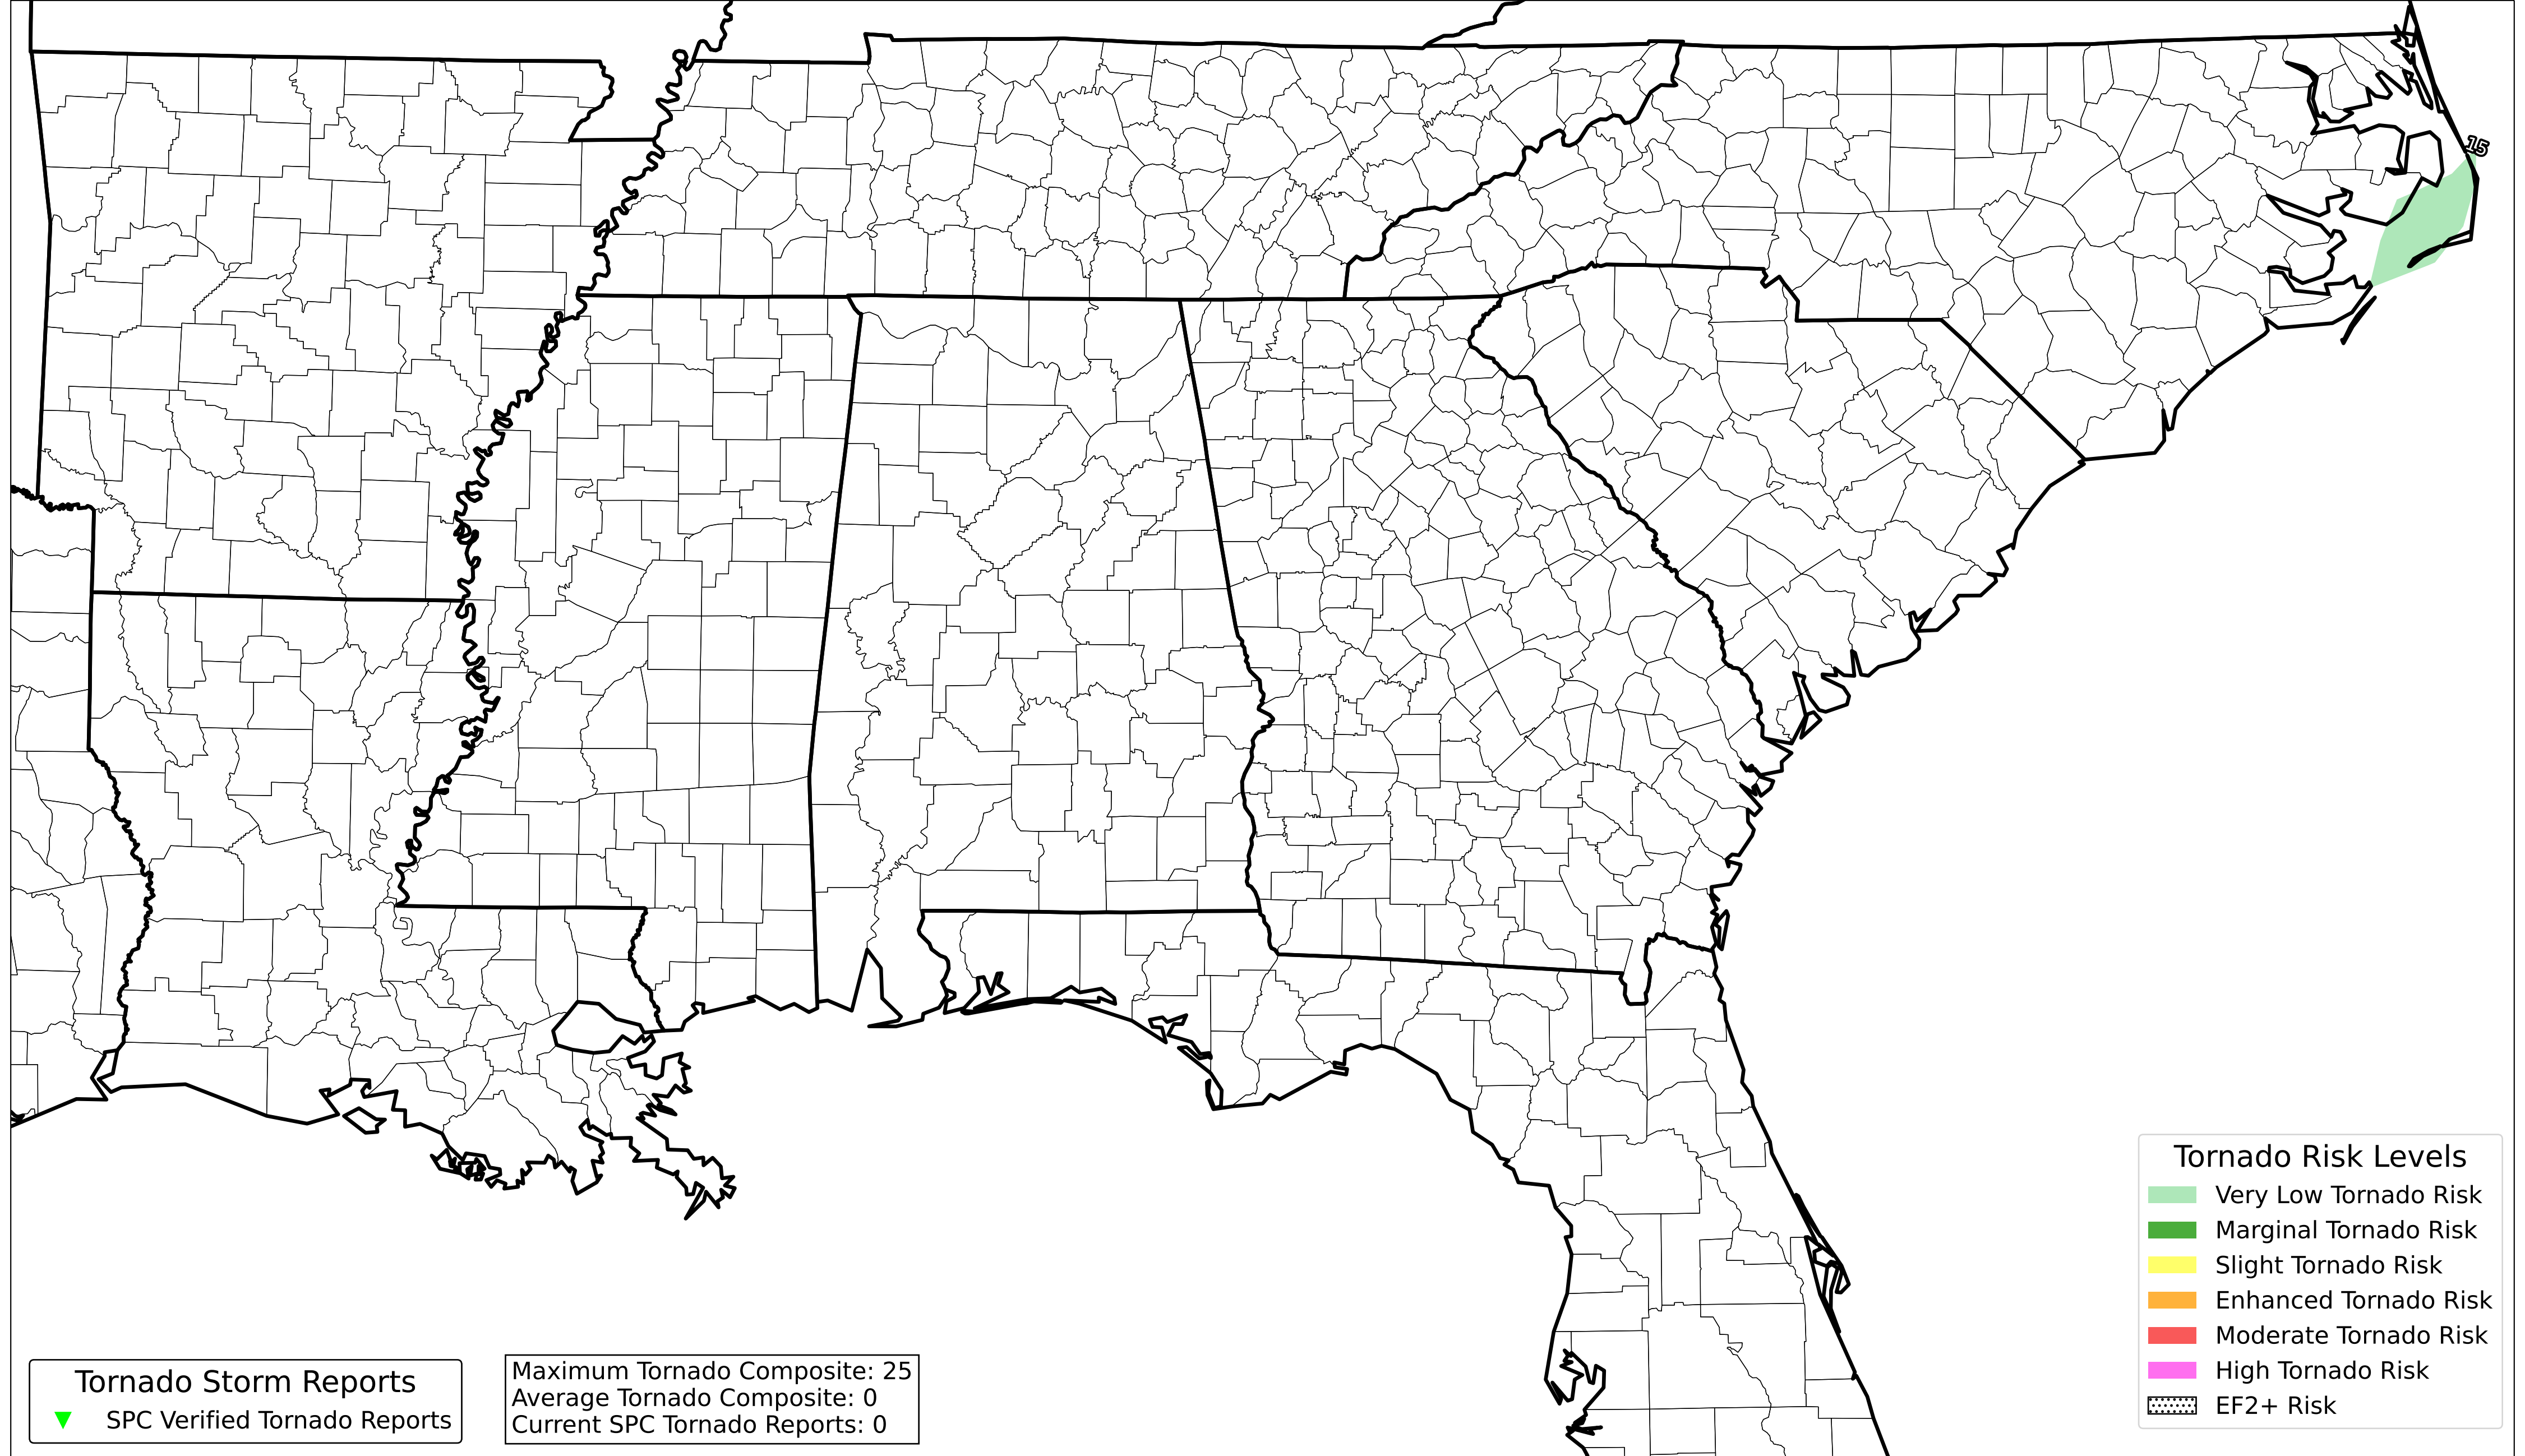 15
Tornado Risk Levels
Very Low Tornado Risk
Marginal Tornado Risk
Slight Tornado Risk
Enhanced Tornado Risk
Moderate Tornado Risk
High Tornado Risk
EF2+ Risk
Tornado Storm Reports
SPC Verified Tornado Reports
Maximum Tornado Composite: 25
Average Tornado Composite: 0
Current SPC Tornado Reports: 0